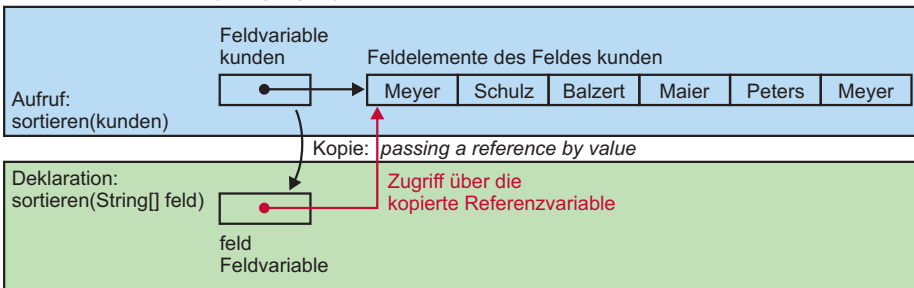 Feldvariable
kunden
Feldelemente des Feldes kunden
Meyer Schulz Balzert Maier Peters Meyer
Aufruf:
sortieren(kunden)
Kopie: passing a reference by value
Deklaration:
sortieren(String[] feld)
Zugriff über die
kopierte Referenzvariable
feld
Feldvariable